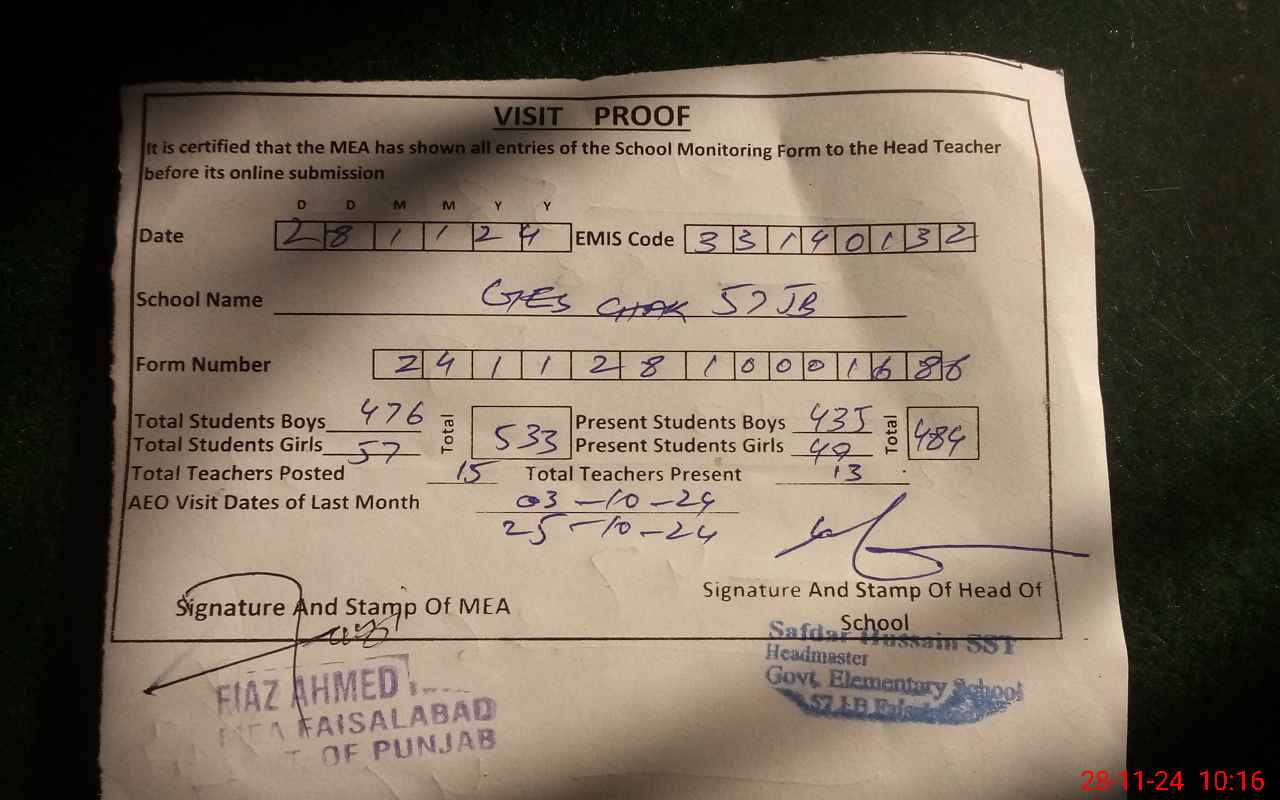 VISIT PROOF
It is certified that the MEA has shown all entries of the School Monitoring Form to the Head Teacher
before its online submission
D D M M Y Y
Date 2 8 1 1 2 4 EMIS Code 3 3 1 4 0 1 3 2
School Name GES CHAK 57 JB
Form Number 2 4 1 1 2 8 1 0 0 0 1 6 8 6
Total Students Boys 476 Total 533 Present Students Boys 435 Total 484
Total Students Girls 57 Present Students Girls 49
Total Teachers Posted 15 Total Teachers Present 13
AEO Visit Dates of Last Month 03-10-24
25-10-24
Signature And Stamp Of MEA
Signature And Stamp Of Head Of
School
Safdar Hussain SST
Headmaster
Govt. Elementary School
57 J-B
AHMED
MEA FAISALABAD
OF PUNJAB
28-11-24 10:16